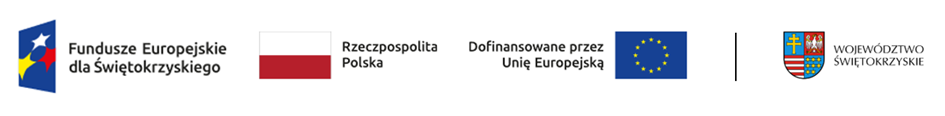 Fundusze Europejskie
dla Świętokrzyskiego
Rzeczpospolita
Polska
Dofinansowane przez
Unię Europejską
WOJEWÓDZTWO
ŚWIĘTOKRZYSKIE